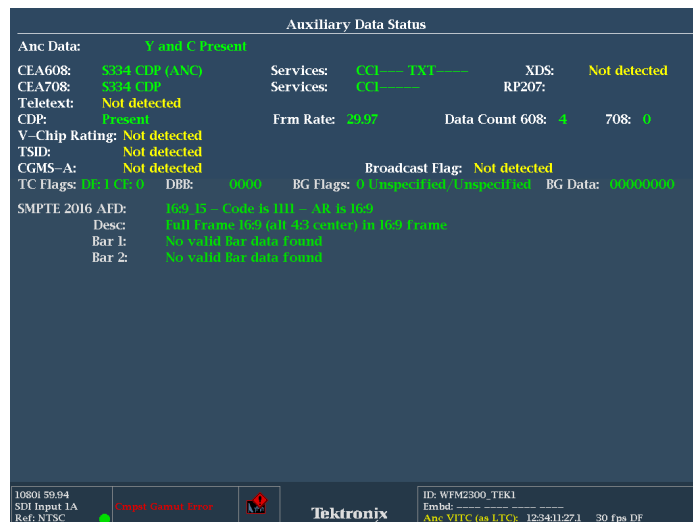 Auxiliary Data Status
Anc Data: Y and C Present
CEA608: S334 CDP (ANC) Services: CC1––– TXT–––– XDS: Not detected
CEA708: S334 CDP Services: CC1––––– RP207:
Teletext: Not detected
CDP: Present Frm Rate: 29.97 Data Count 608: 4 708: 0
V–Chip Rating: Not detected
TSID: Not detected
CGMS–A: Not detected Broadcast Flag: Not detected
TC Flags: DF: 1 CF: 0 DBB: 0000 BG Flags: 0 Unspecified/Unspecified BG Data: 00000000
SMPTE 2016 AFD: 16:9_15 – Code is 1111 – AR is 16:9
Desc: Full Frame 16:9 (alt 4:3 center) in 16:9 frame
Bar 1: No valid Bar data found
Bar 2: No valid Bar data found
1080i 59.94
SDI Input 1A
Ref: NTSC
Cmpst Gamut Error
Tektronix
ID: WFM2300_TEK1
Embd: –––– –––– –––– ––––
Anc VITC (as LTC): 12:34:11:27.1 30 fps DF